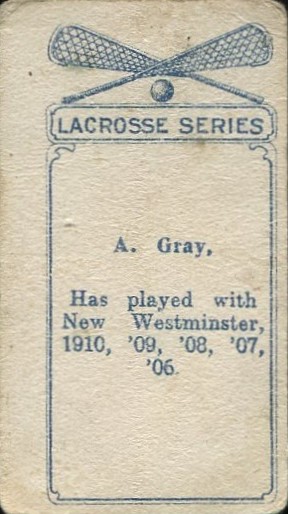 LACROSSE SERIES
A. Gray,
Has played with
New Westminster,
1910, '09, '08, '07,
'06